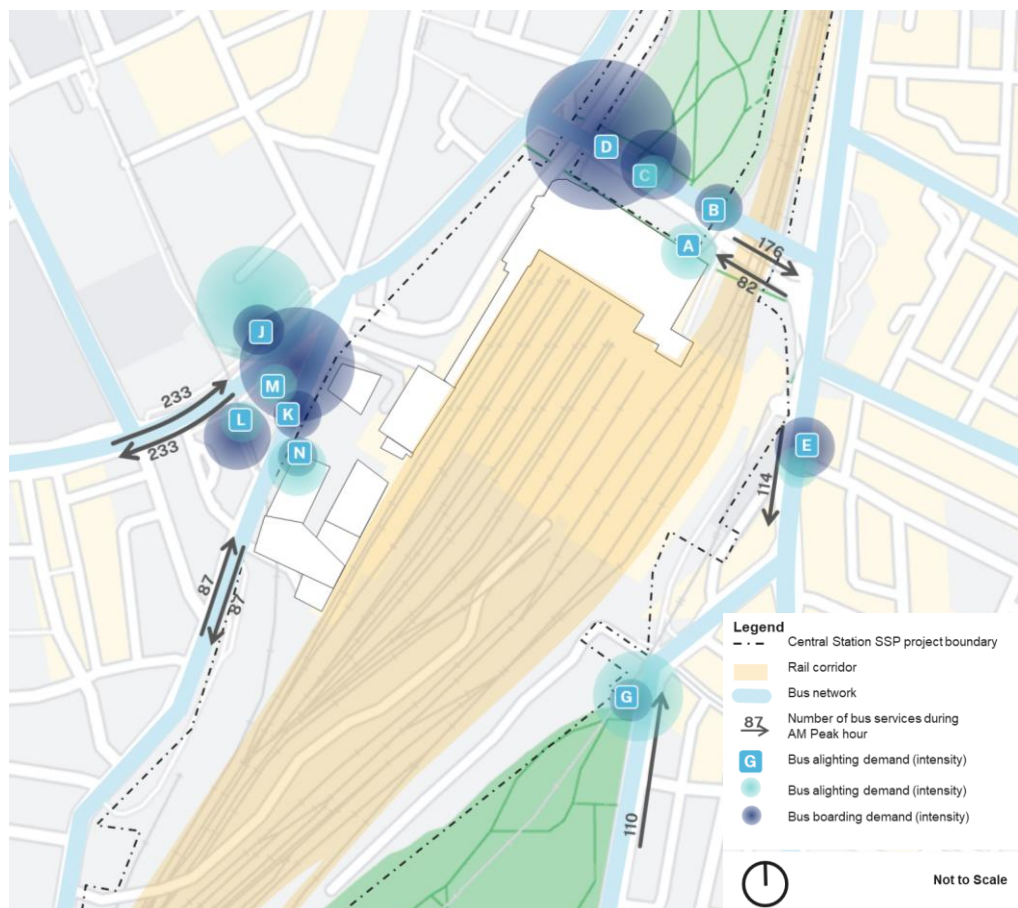 D
C
B
A
176
82
J
233
M
K
L
233
N
E
114
87
87
G
110
Legend
Central Station SSP project boundary
Rail corridor
Bus network
87
Number of bus services during
AM Peak hour
G
Bus alighting demand (intensity)
Bus alighting demand (intensity)
Bus boarding demand (intensity)
Not to Scale